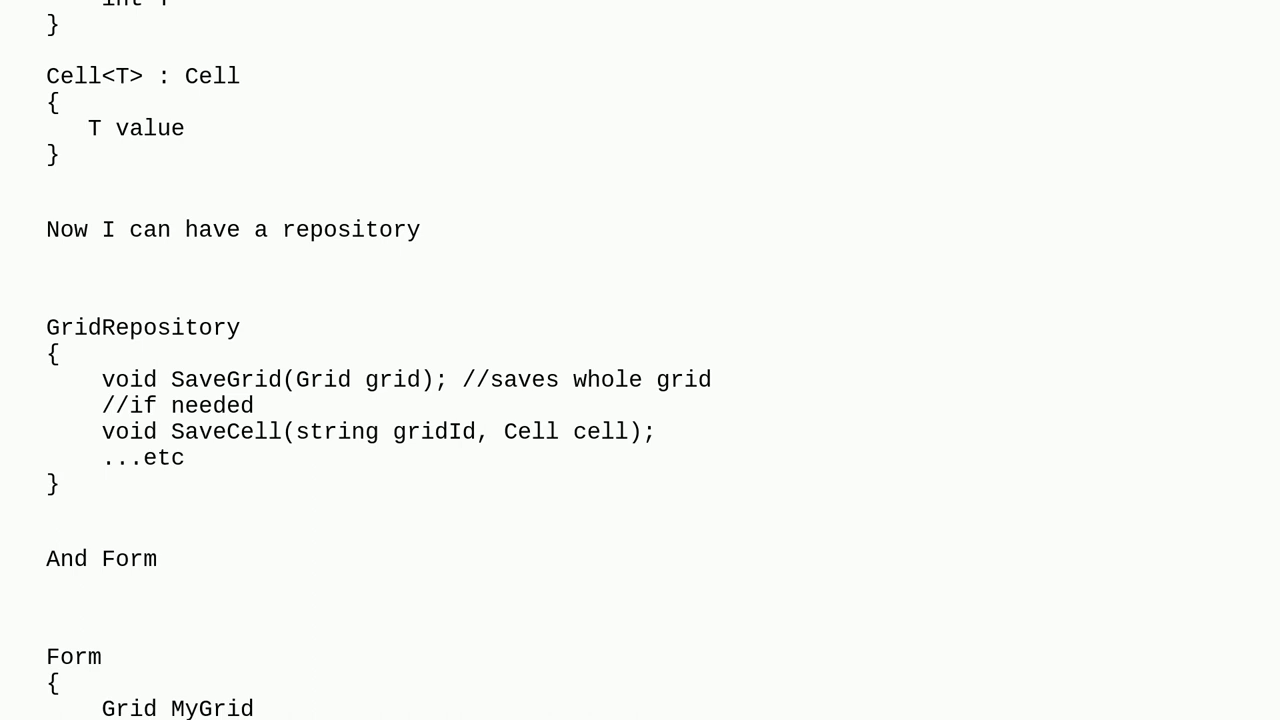 int Y
}
Cell<T> : Cell
{
T value
}
Now I can have a repository
GridRepository
{
void SaveGrid(Grid grid); //saves whole grid
//if needed
void SaveCell(string gridId, Cell cell);
...etc
}
And Form
Form
{
Grid MyGrid